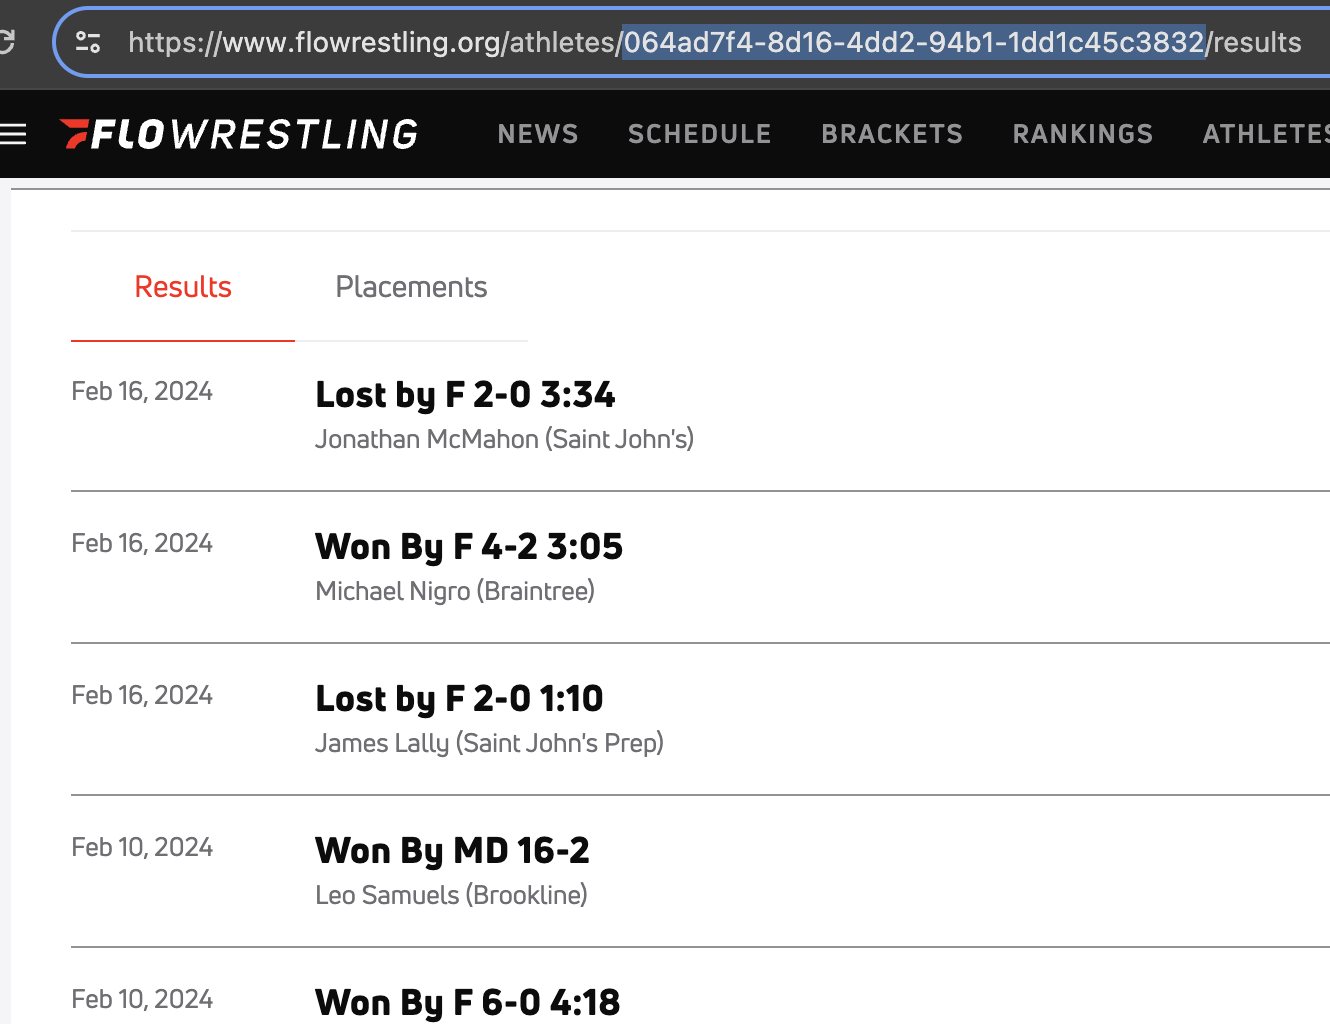 https://www.flowrestling.org/athletes/064ad7f4-8d16-4dd2-94b1-1dd1c45c3832/results
FLOWRESTLING NEWS SCHEDULE BRACKETS RANKINGS ATHLETES
Results Placements
Feb 16, 2024 Lost by F 2-0 3:34
Jonathan McMahon (Saint John's)
Feb 16, 2024 Won By F 4-2 3:05
Michael Nigro (Braintree)
Feb 16, 2024 Lost by F 2-0 1:10
James Lally (Saint John's Prep)
Feb 10, 2024 Won By MD 16-2
Leo Samuels (Brookline)
Feb 10, 2024 Won By F 6-0 4:18